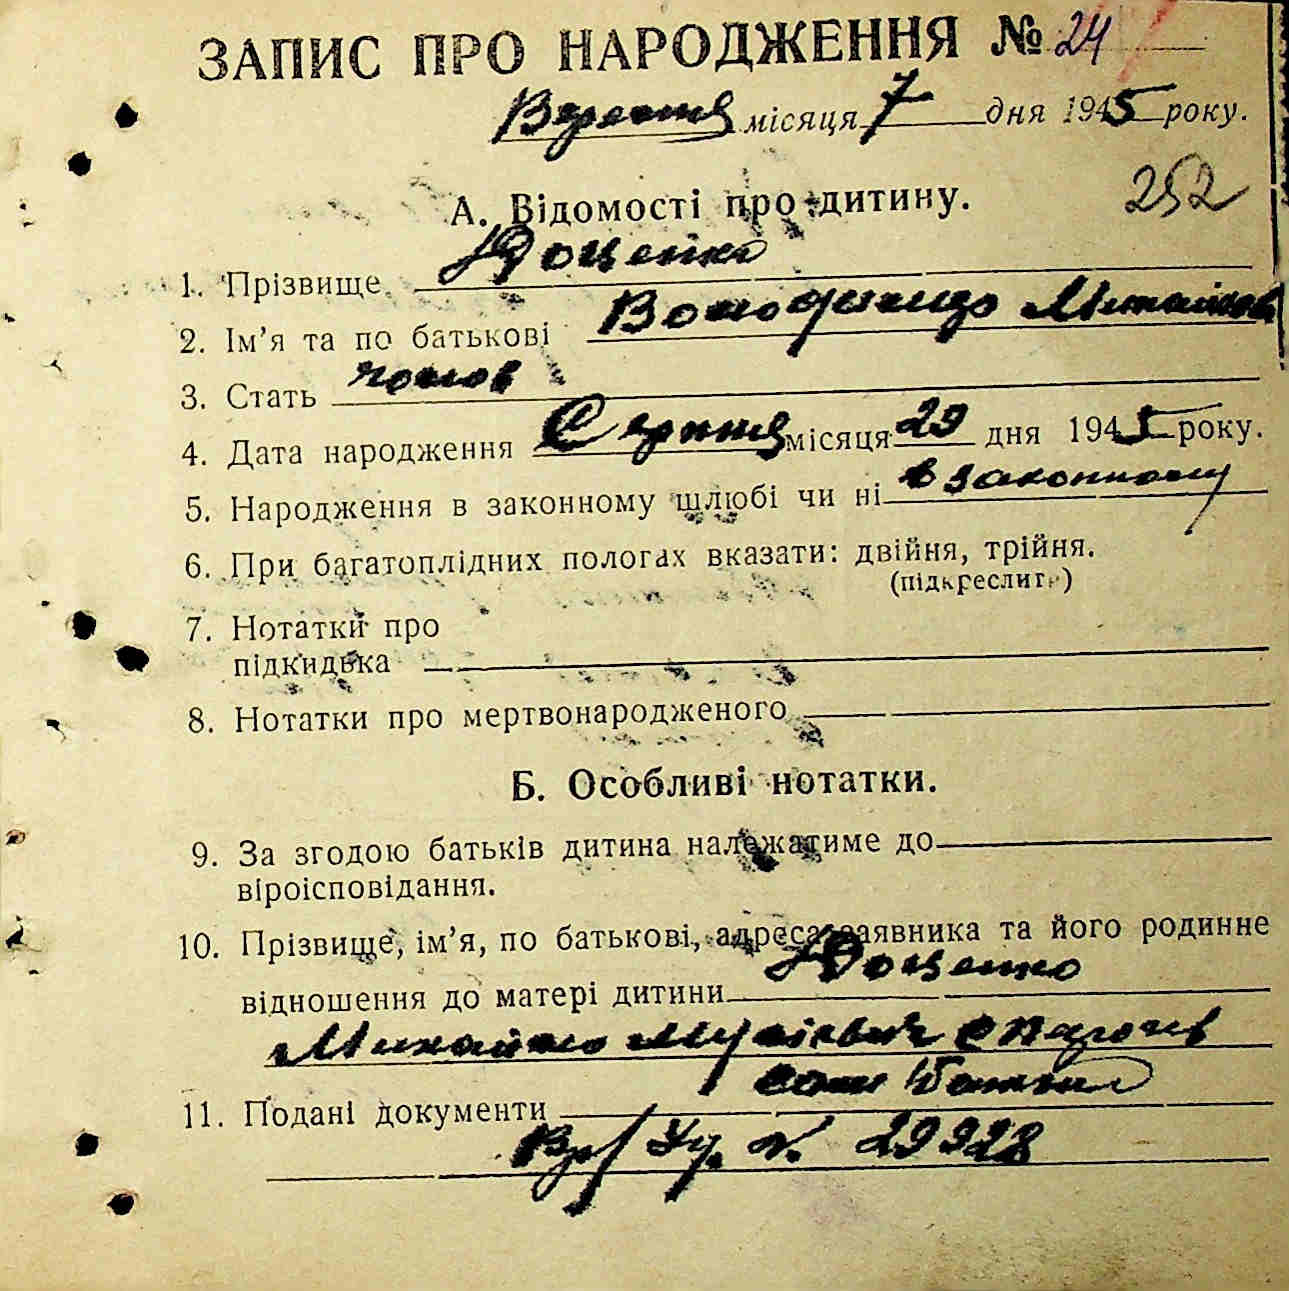 ЗАПИС ПРО НАРОДЖЕННЯ № 24
Вересня місяця 7 дня 1945 року.
252
А. Відомості про дитину.
1. Прізвище Доценко
2. Ім’я та по батькові Володимир
3. Стать чолов
4. Дата народження Серпня місяця 29 дня 1945 року.
5. Народження в законному шлюбі чи ні в законному
6. При багатоплідних пологах вказати: двійня, трійня.
(підкреслить)
7. Нотатки про
підкидька
8. Нотатки про мертвонародженого
Б. Особливі нотатки.
9. За згодою батьків дитина належатиме до
віроісповідання.
10. Прізвище, ім’я, по батькові, адреса заявника та його родинне
Доценко
відношення до матері дитини
Михайло
11. Подані документи
29928